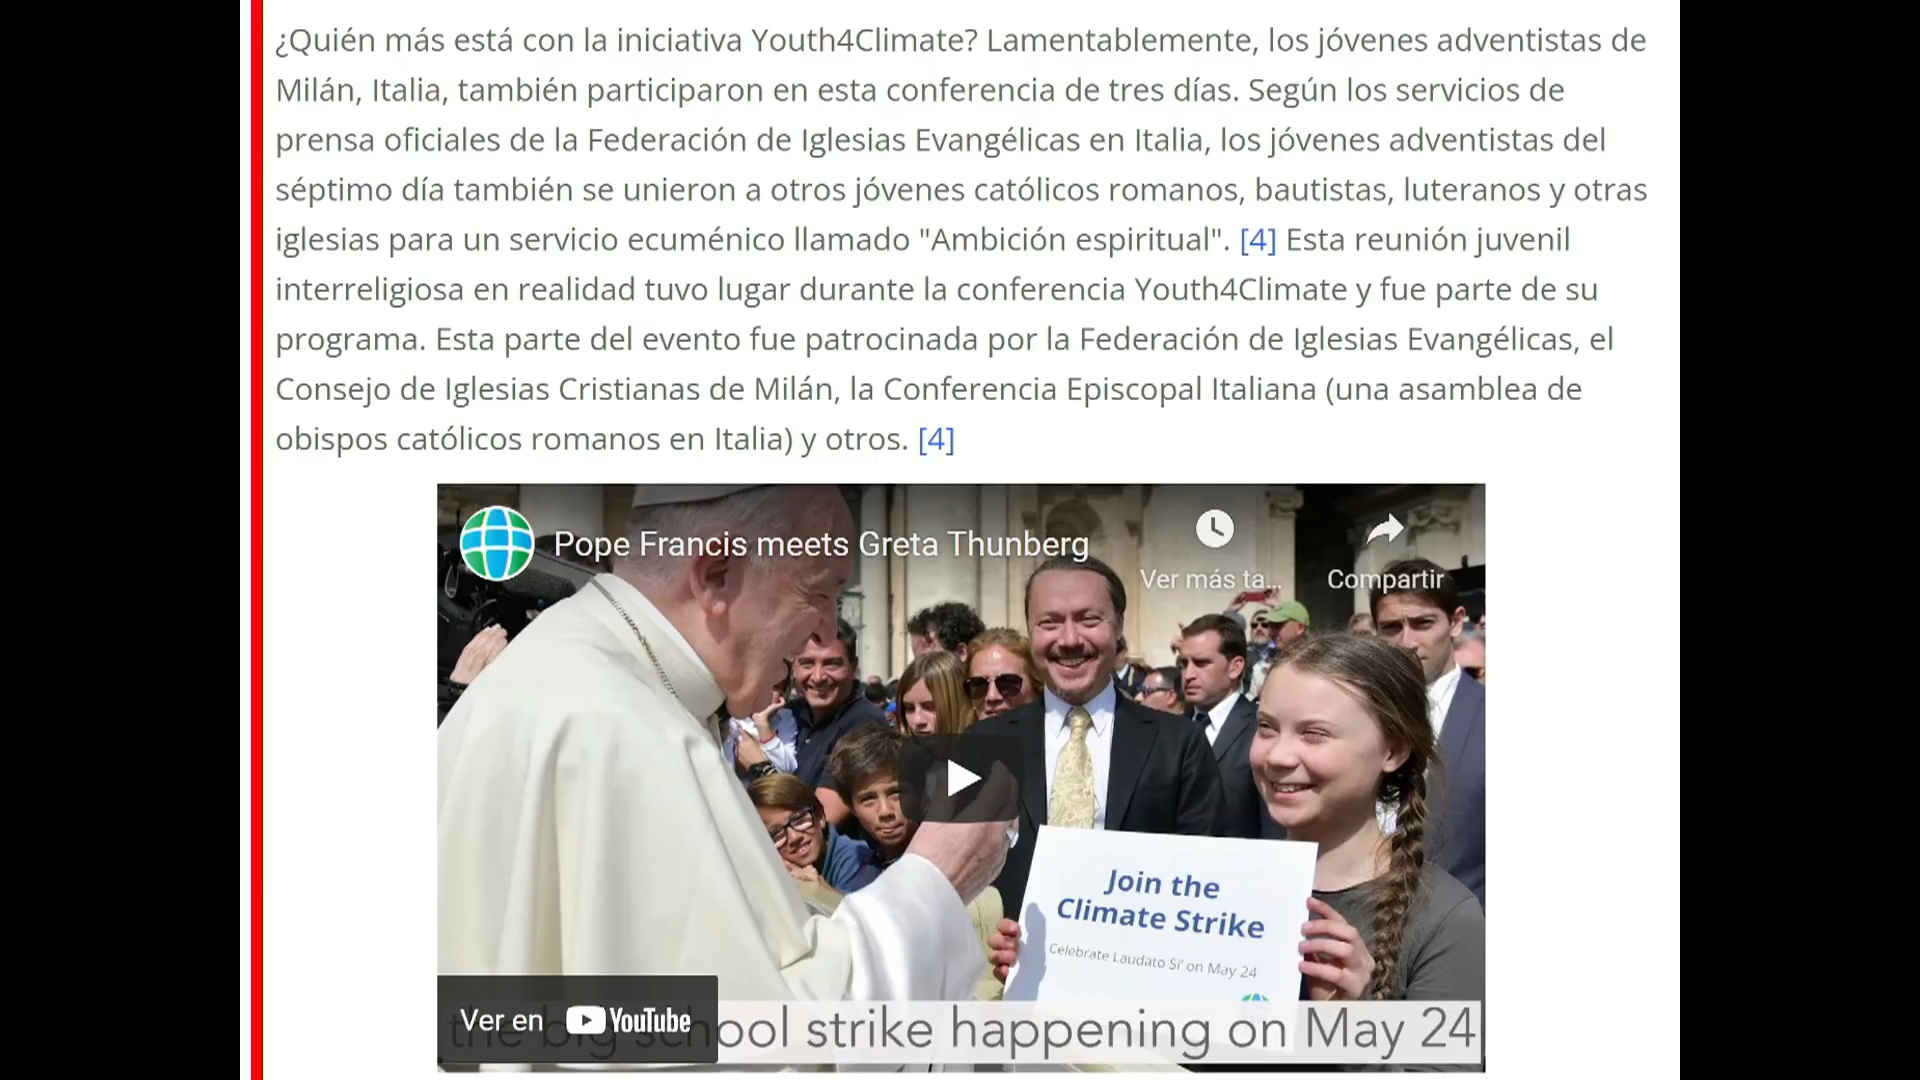 ¿Quién más está con la iniciativa Youth4Climate? Lamentablemente, los jóvenes adventistas de
Milán, Italia, también participaron en esta conferencia de tres días. Según los servicios de
prensa oficiales de la Federación de Iglesias Evangélicas en Italia, los jóvenes adventistas del
séptimo día también se unieron a otros jóvenes católicos romanos, bautistas, luteranos y otras
iglesias para un servicio ecuménico llamado "Ambición espiritual". [4] Esta reunión juvenil
interreligiosa en realidad tuvo lugar durante la conferencia Youth4Climate y fue parte de su
programa. Esta parte del evento fue patrocinada por la Federación de Iglesias Evangélicas, el
Consejo de Iglesias Cristianas de Milán, la Conferencia Episcopal Italiana (una asamblea de
obispos católicos romanos en Italia) y otros. [4]
Pope Francis meets Greta Thunberg
Ver más ta...
Compartir
Join the
Climate Strike
Celebrate Laudato Si' on May 24
Ver en YouTube
the big school strike happening on May 24